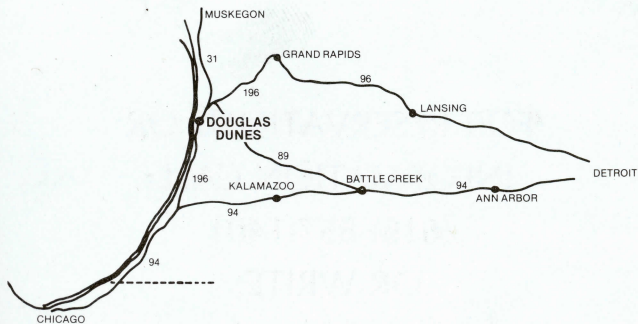 MUSKEGON
31
GRAND RAPIDS
196
96
LANSING
DOUGLAS
DUNES
DETROIT
89
BATTLE CREEK
196
KALAMAZOO
94
ANN ARBOR
94
94
CHICAGO